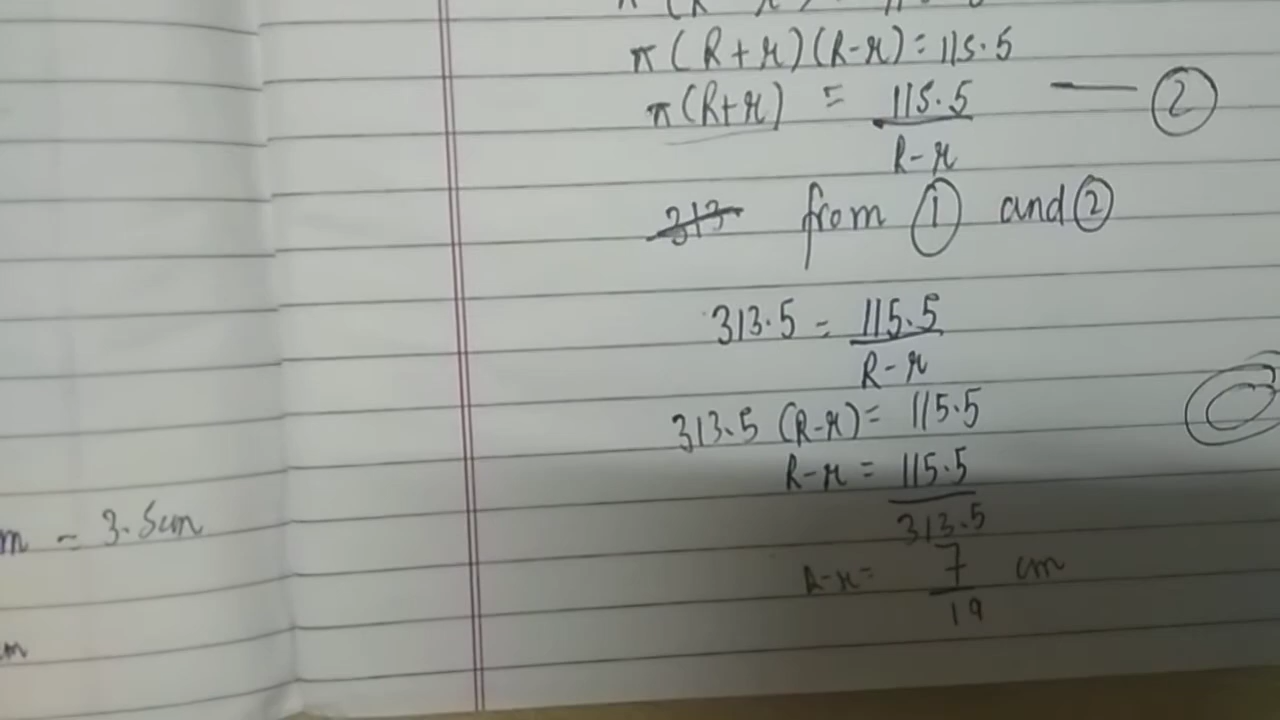 π(R+r)(R-r)=115.5
π(R+r) = 115.5/R-r — ②
from ① and ②
313.5 = 115.5/R-r
313.5 (R-r)= 115.5
R-r = 115.5/313.5
R-r= 7/19 cm
m - 3.5cm
m